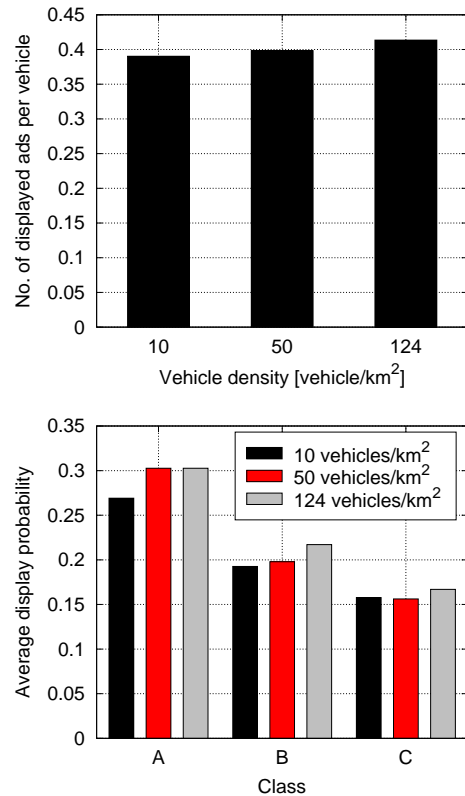 0.45
0.4
0.35
0.3
0.25
0.2
0.15
0.1
0.05
0
No. of displayed ads per vehicle
10 50 124
Vehicle density [vehicle/km²]
0.35
0.3
0.25
0.2
0.15
0.1
0.05
0
Average display probability
10 vehicles/km²
50 vehicles/km²
124 vehicles/km²
A B C
Class